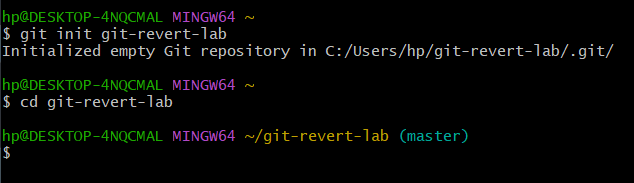 hp@DESKTOP-4NQCMAL MINGW64 ~
$ git init git-revert-lab
Initialized empty Git repository in C:/Users/hp/git-revert-lab/.git/
hp@DESKTOP-4NQCMAL MINGW64 ~
$ cd git-revert-lab
hp@DESKTOP-4NQCMAL MINGW64 ~/git-revert-lab (master)
$